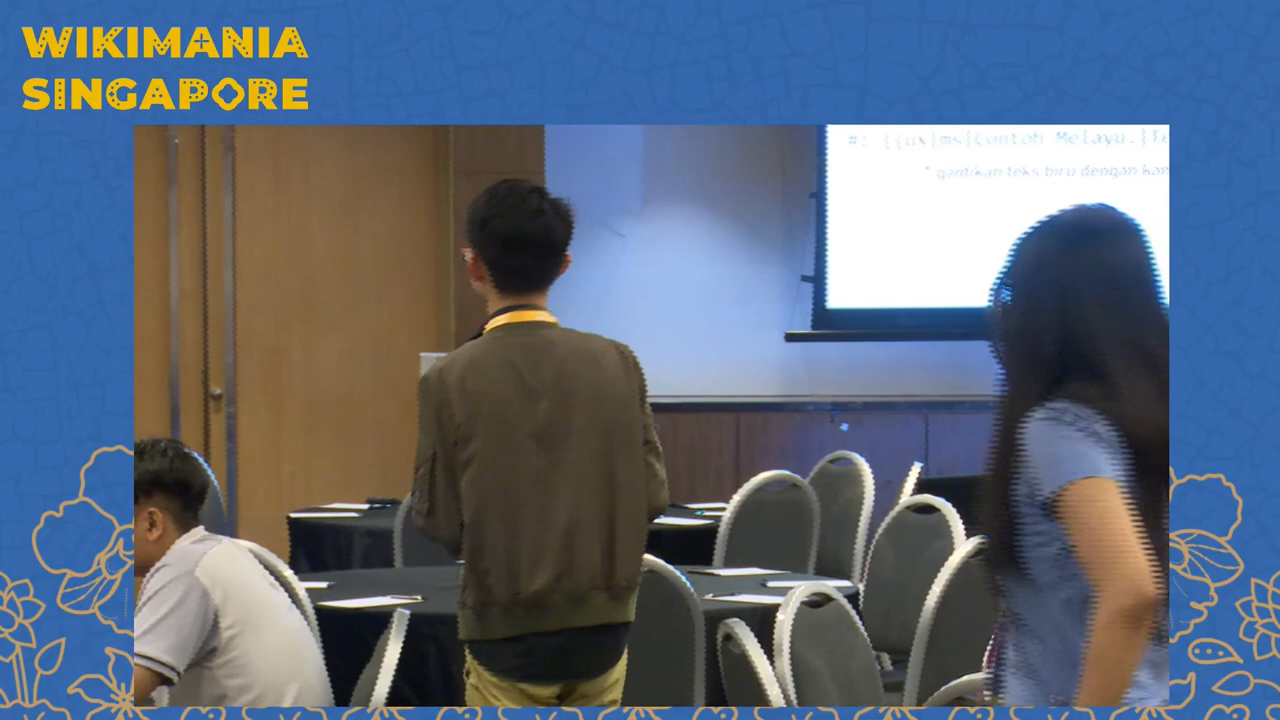 WIKIMANIA
SINGAPORE
#: {{ux|ms|Contoh Melayu.|
* gantikan teks biru dengan